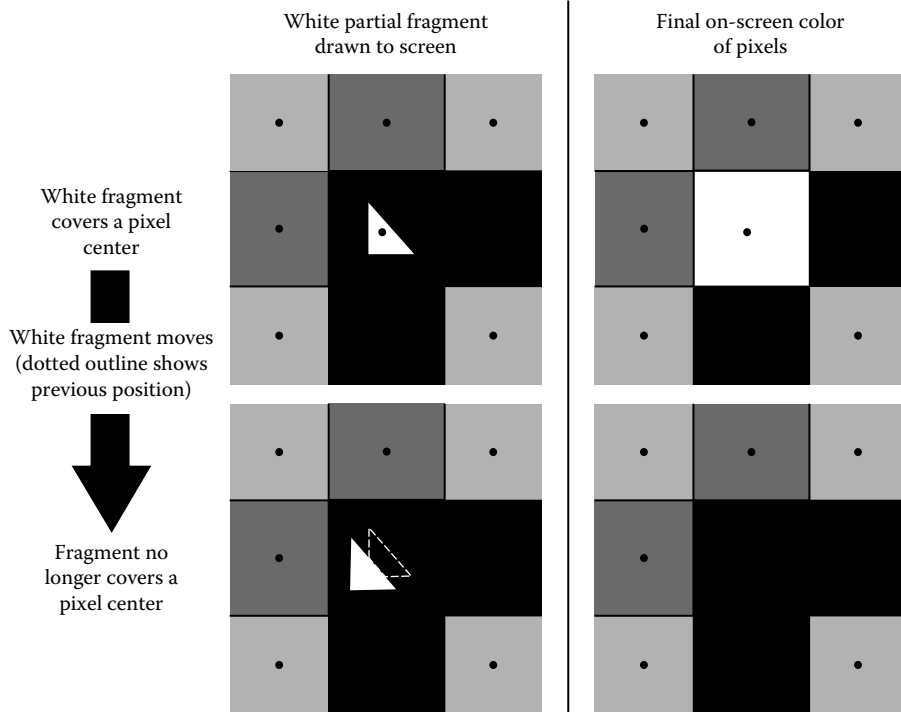 White partial fragment
drawn to screen
Final on-screen color
of pixels
White fragment
covers a pixel
center
White fragment moves
(dotted outline shows
previous position)
Fragment no
longer covers a
pixel center